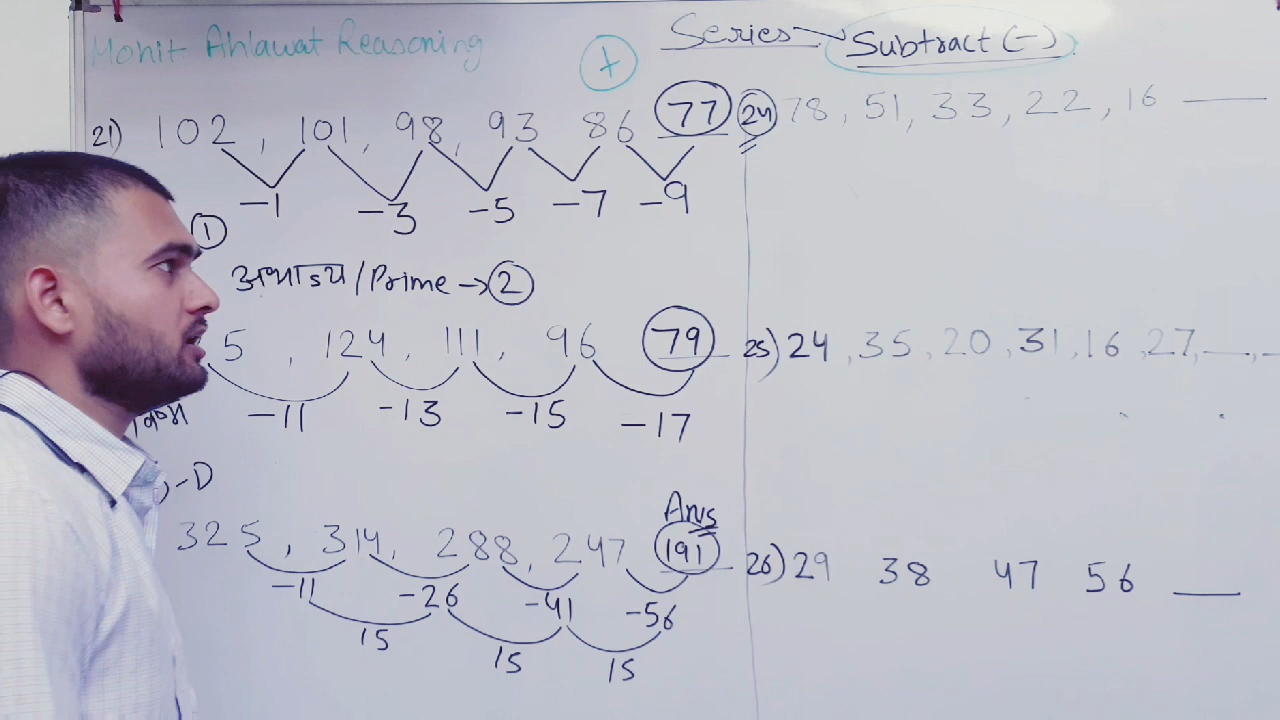 Mohit Ahlawat Reasoning
Series Subtract (-)
+
21) 102, 101, 98, 93, 86 77
-1 -3 -5 -7 -9
1
अभाज्य/Prime → 2
5, 124, 111, 96 79
-11 -13 -15 -17
-D
325, 314, 288, 247 Ans 191
-11 -26 -41 -56
15 15 15
24 78, 51, 33, 22, 16 ___
25) 24, 35, 20, 31, 16, 27, ___, _
26) 29 38 47 56 ___